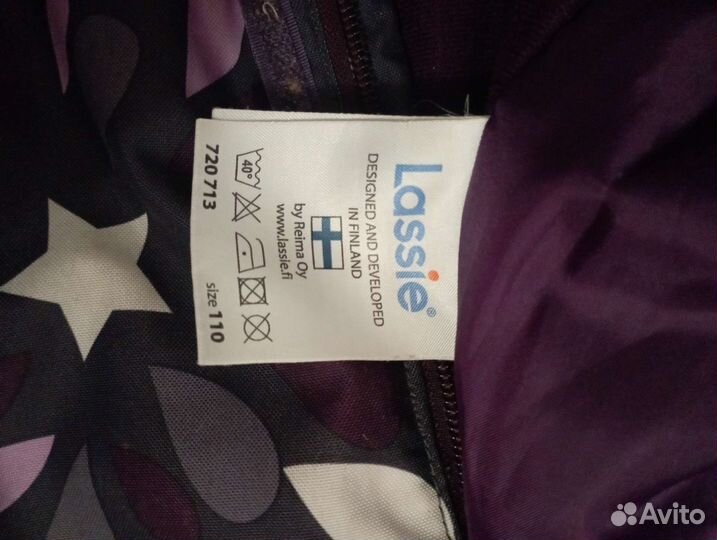 Lassie®
DESIGNED AND DEVELOPED
IN FINLAND
by Reima Oy
www.lassie.fi
40°
720 713
size 110
Avito